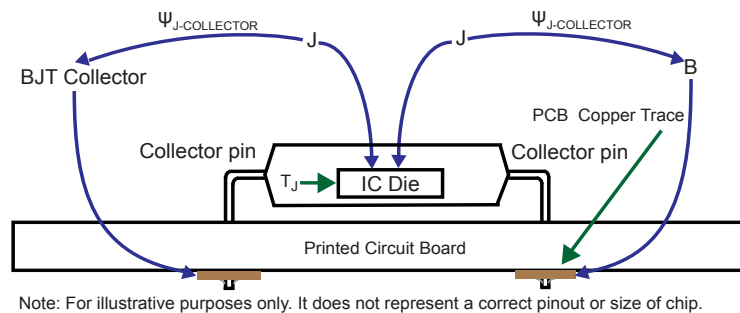 ΨJ-COLLECTOR
ΨJ-COLLECTOR
J
J
BJT Collector
B
PCB Copper Trace
Collector pin
Collector pin
TJ
IC Die
Printed Circuit Board
Note: For illustrative purposes only. It does not represent a correct pinout or size of chip.